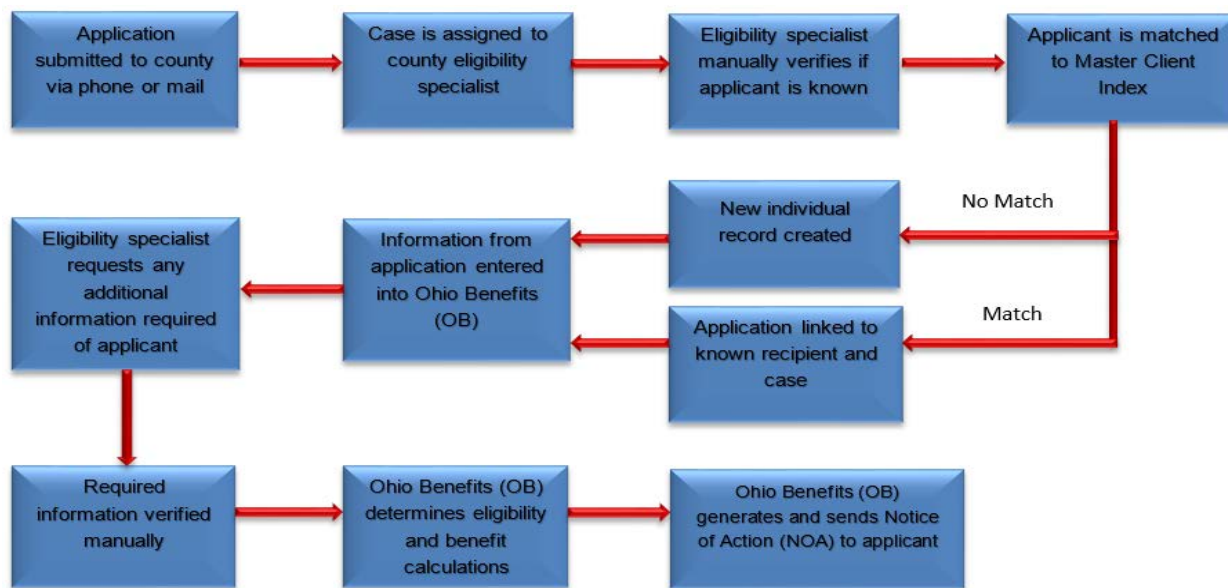 Application
submitted to county
via phone or mail
Case is assigned to
county eligibility
specialist
Eligibility specialist
manually verifies if
applicant is known
Applicant is matched
to Master Client
Index
No Match
New individual
record created
Match
Application linked to
known recipient and
case
Information from
application entered
into Ohio Benefits
(OB)
Eligibility specialist
requests any
additional
information required
of applicant
Required
information verified
manually
Ohio Benefits (OB)
determines eligibility
and benefit
calculations
Ohio Benefits (OB)
generates and sends Notice
of Action (NOA) to applicant